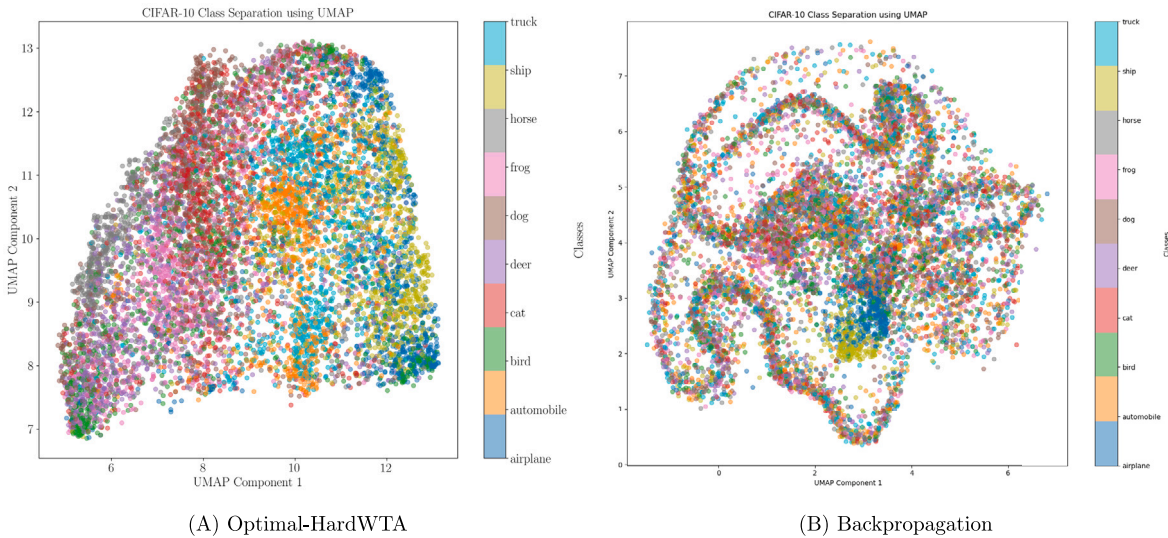 CIFAR-10 Class Separation using UMAP
13
12
11
10
9
8
7
UMAP Component 2
6
8
10
12
UMAP Component 1
truck
ship
horse
frog
dog
deer
cat
bird
automobile
airplane
Classes
(A) Optimal-HardWTA
CIFAR-10 Class Separation using UMAP
7
6
5
4
3
2
1
0
UMAP Component 2
0
2
4
6
UMAP Component 1
truck
ship
horse
frog
dog
deer
cat
bird
automobile
airplane
Classes
(B) Backpropagation